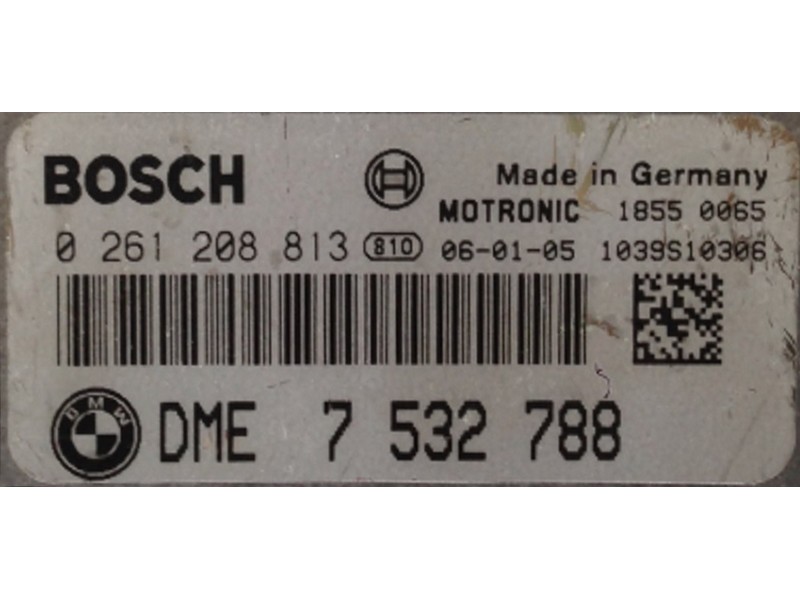 BOSCH
Made in Germany
MOTRONIC 1855 0065
0 261 208 813 810 06-01-05 1039S10306
BMW DME 7 532 788